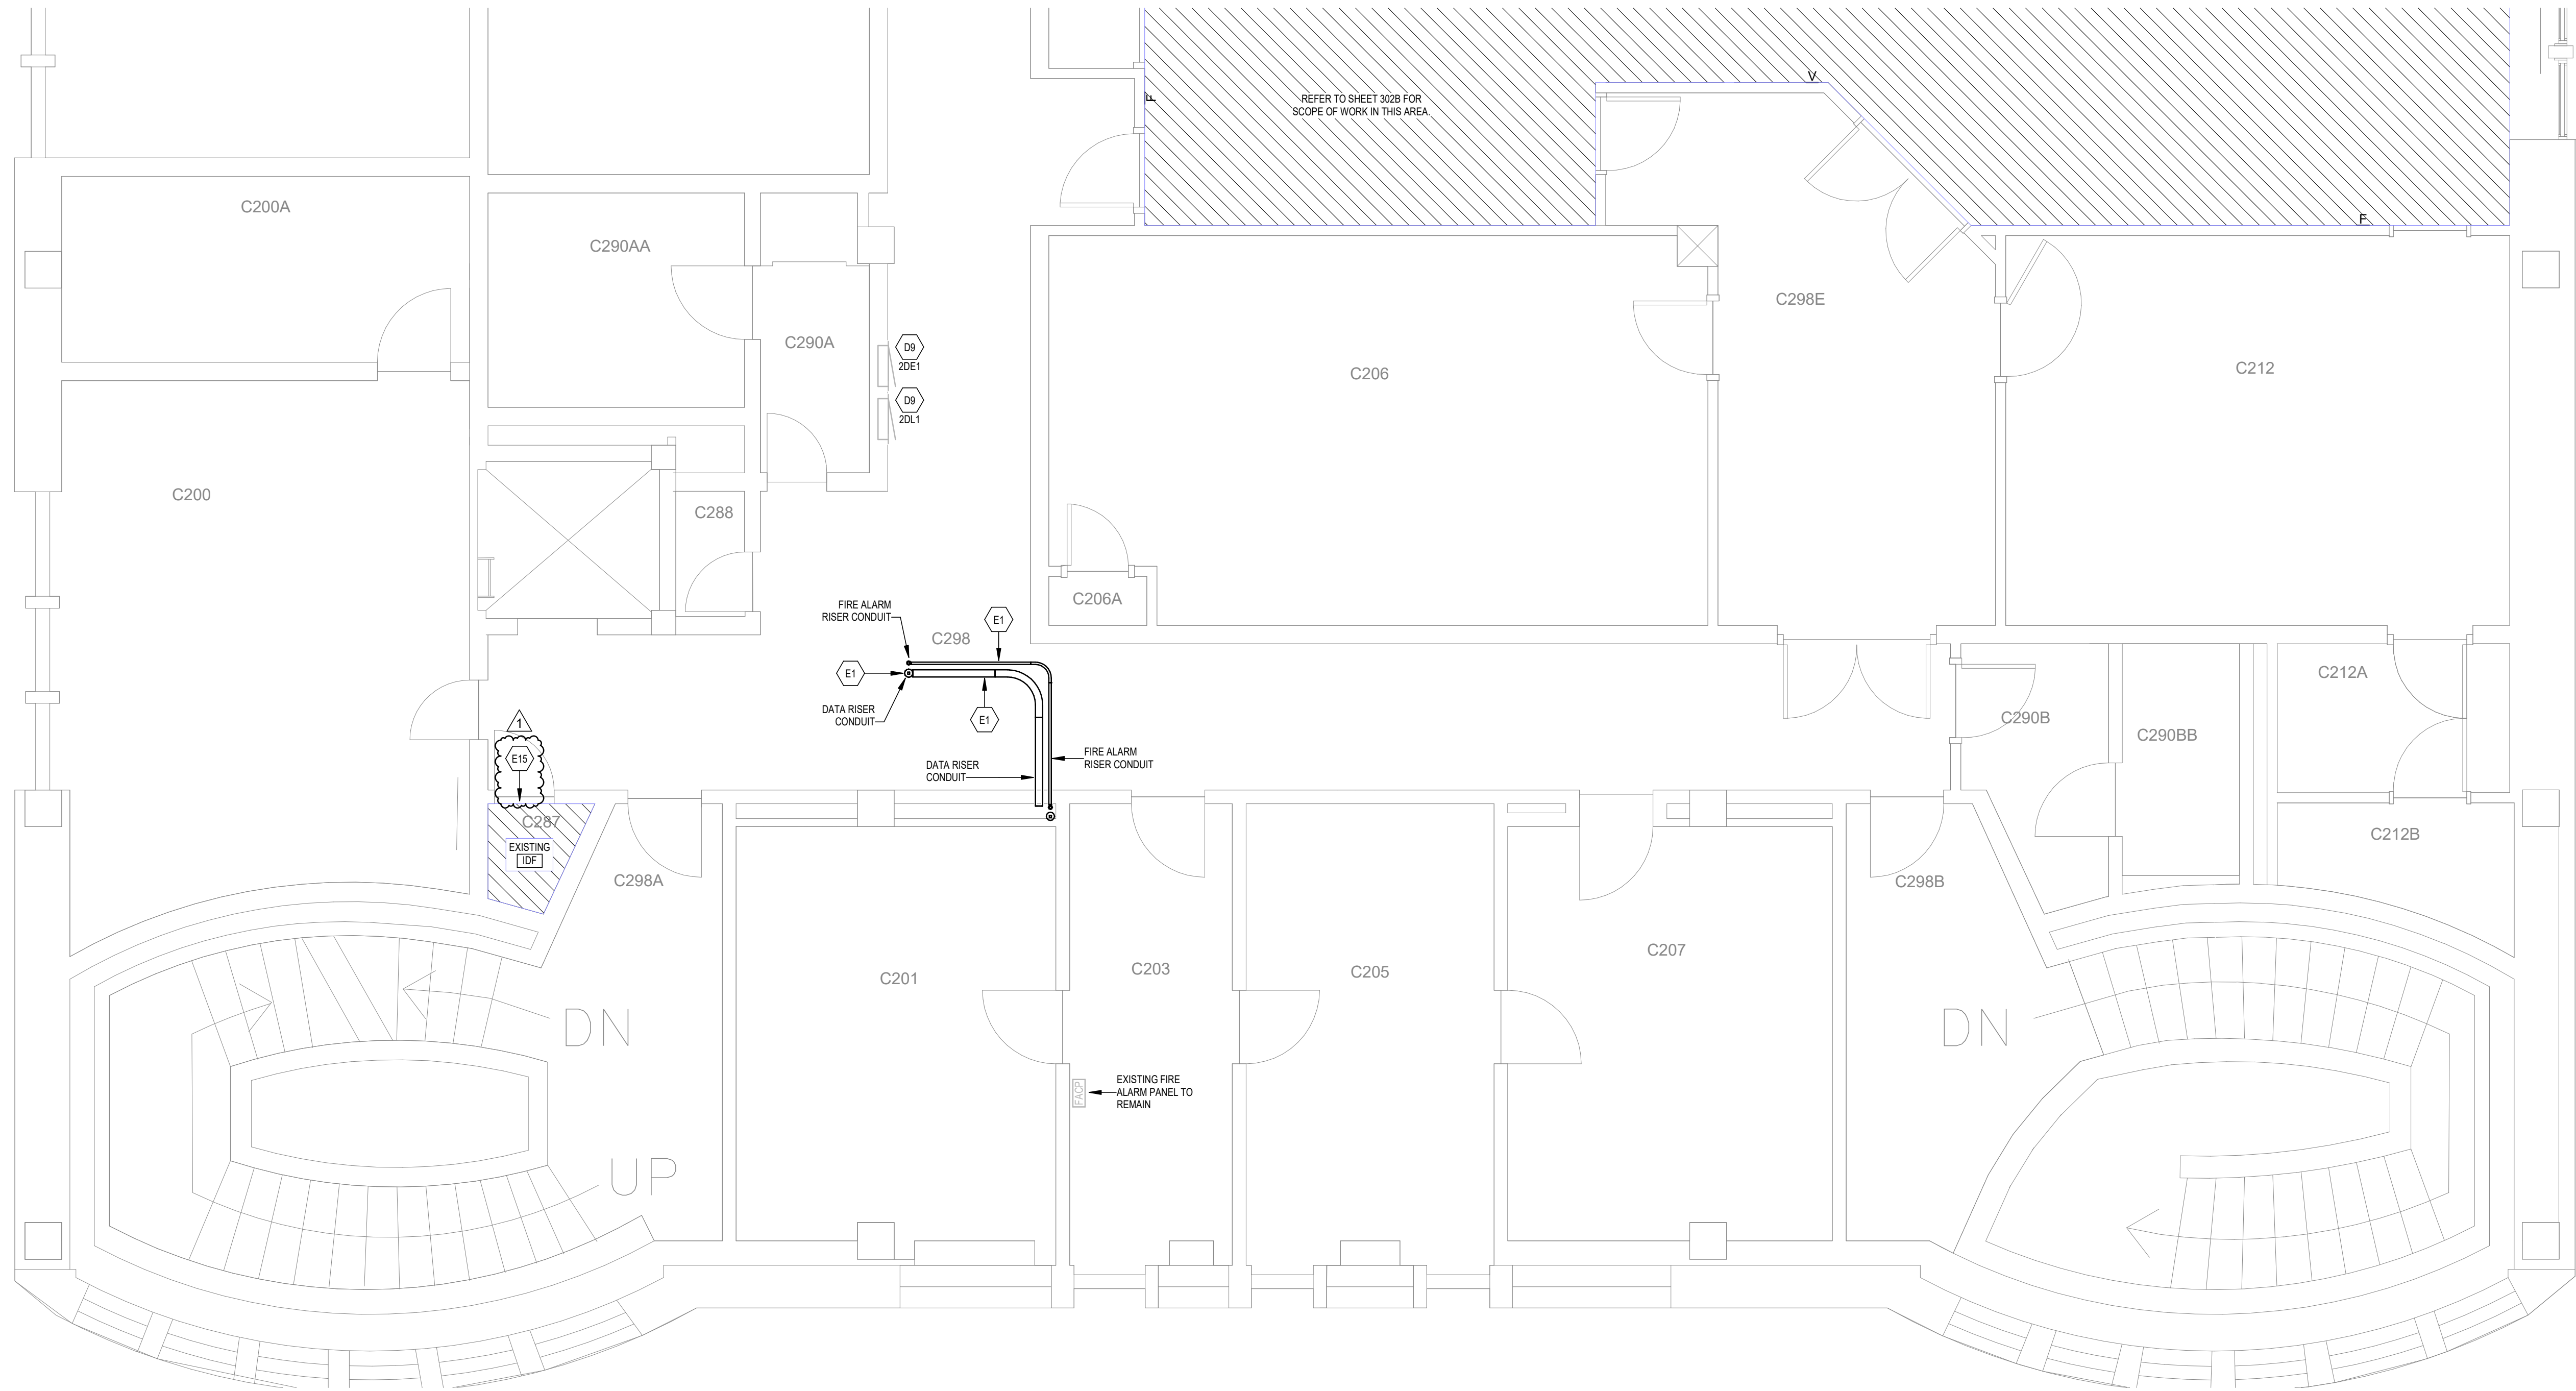 V
F
REFER TO SHEET 302B FOR
SCOPE OF WORK IN THIS AREA.
C200A
F
C290AA
C298E
C290A
D9
2DE1
C206
C212
D9
2DL1
C200
C288
C206A
FIRE ALARM
RISER CONDUIT
E1
C298
E1
C212A
DATA RISER
CONDUIT
E1
C290B
1
C290BB
E15
FIRE ALARM
RISER CONDUIT
DATA RISER
CONDUIT
C287
C212B
EXISTING
IDF
C298A
C298B
C207
C201
C203
C205
DN
DN
EXISTING FIRE
ALARM PANEL TO
REMAIN
FACP
UP